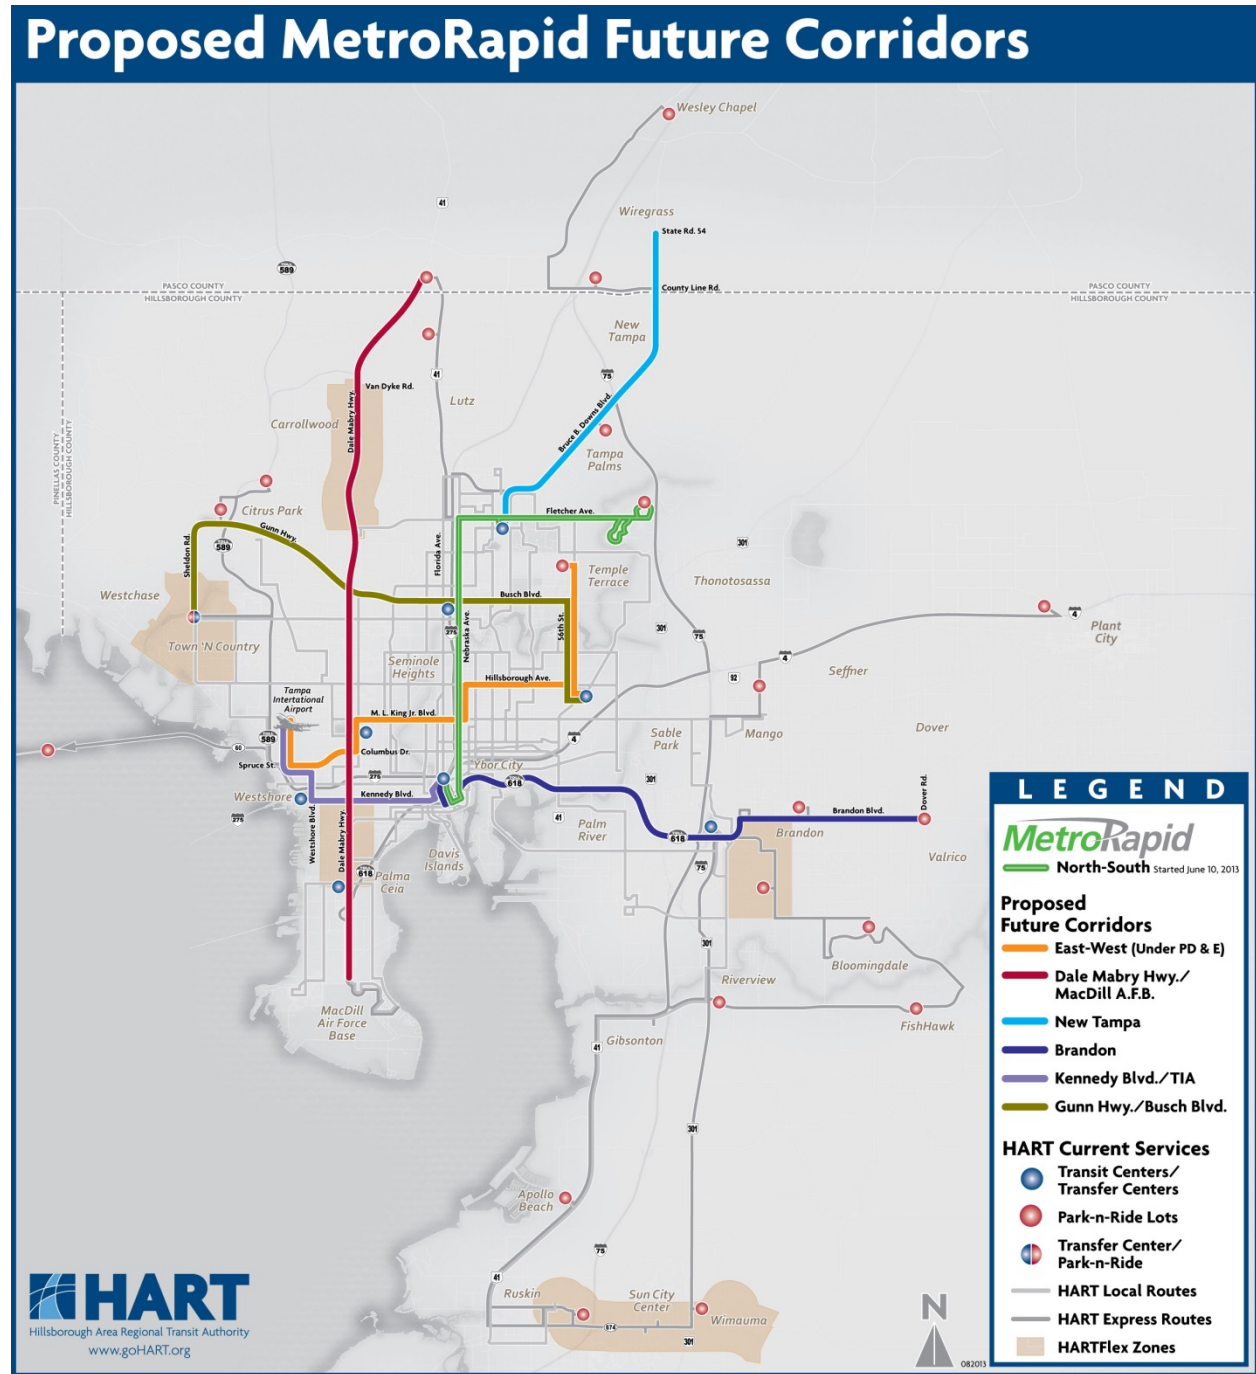 Proposed MetroRapid Future Corridors
Wesley Chapel
41
Wiregrass
State Rd. 54
TOLL
589
PASCO COUNTY
HILLSBOROUGH COUNTY
County Line Rd.
PASCO COUNTY
HILLSBOROUGH COUNTY
New
Tampa
41
75
Van Dyke Rd.
Dale Mabry Hwy.
Lutz
Carrollwood
Bruce B. Downs Blvd.
Tampa
Palms
PINELLAS COUNTY
HILLSBOROUGH COUNTY
Citrus Park
Gunn Hwy.
Fletcher Ave.
Sheldon Rd.
589
Florida Ave.
301
Temple
Terrace
Thonotosassa
Westchase
Busch Blvd.
4
Plant
City
275
Nebraska Ave.
56th St.
301
75
Town 'N Country
Seminole
Heights
4
Seffner
Hillsborough Ave.
92
Tampa
Intertational
Airport
M. L. King Jr. Blvd.
589
60
4
Sable
Park
Mango
Dover
Columbus Dr.
Spruce St.
275
Ybor City
618
301
Westshore
Kennedy Blvd.
275
Westshore Blvd.
Dale Mabry Hwy.
41
Palm
River
618
Brandon Blvd.
Dover Rd.
Brandon
Valrico
Davis
Islands
618
Palma
Ceia
75
301
Bloomingdale
Riverview
MacDill
Air Force
Base
FishHawk
41
Gibsonton
301
Apollo
Beach
75
41
Ruskin
Sun City
Center
Wimauma
674
301
LEGEND
MetroRapid
North-South Started June 10, 2013
Proposed
Future Corridors
East-West (Under PD & E)
Dale Mabry Hwy./
MacDill A.F.B.
New Tampa
Brandon
Kennedy Blvd./TIA
Gunn Hwy./Busch Blvd.
HART Current Services
Transit Centers/
Transfer Centers
Park-n-Ride Lots
Transfer Center/
Park-n-Ride
HART Local Routes
HART Express Routes
HARTFlex Zones
HART
Hillsborough Area Regional Transit Authority
www.goHART.org
N
082013